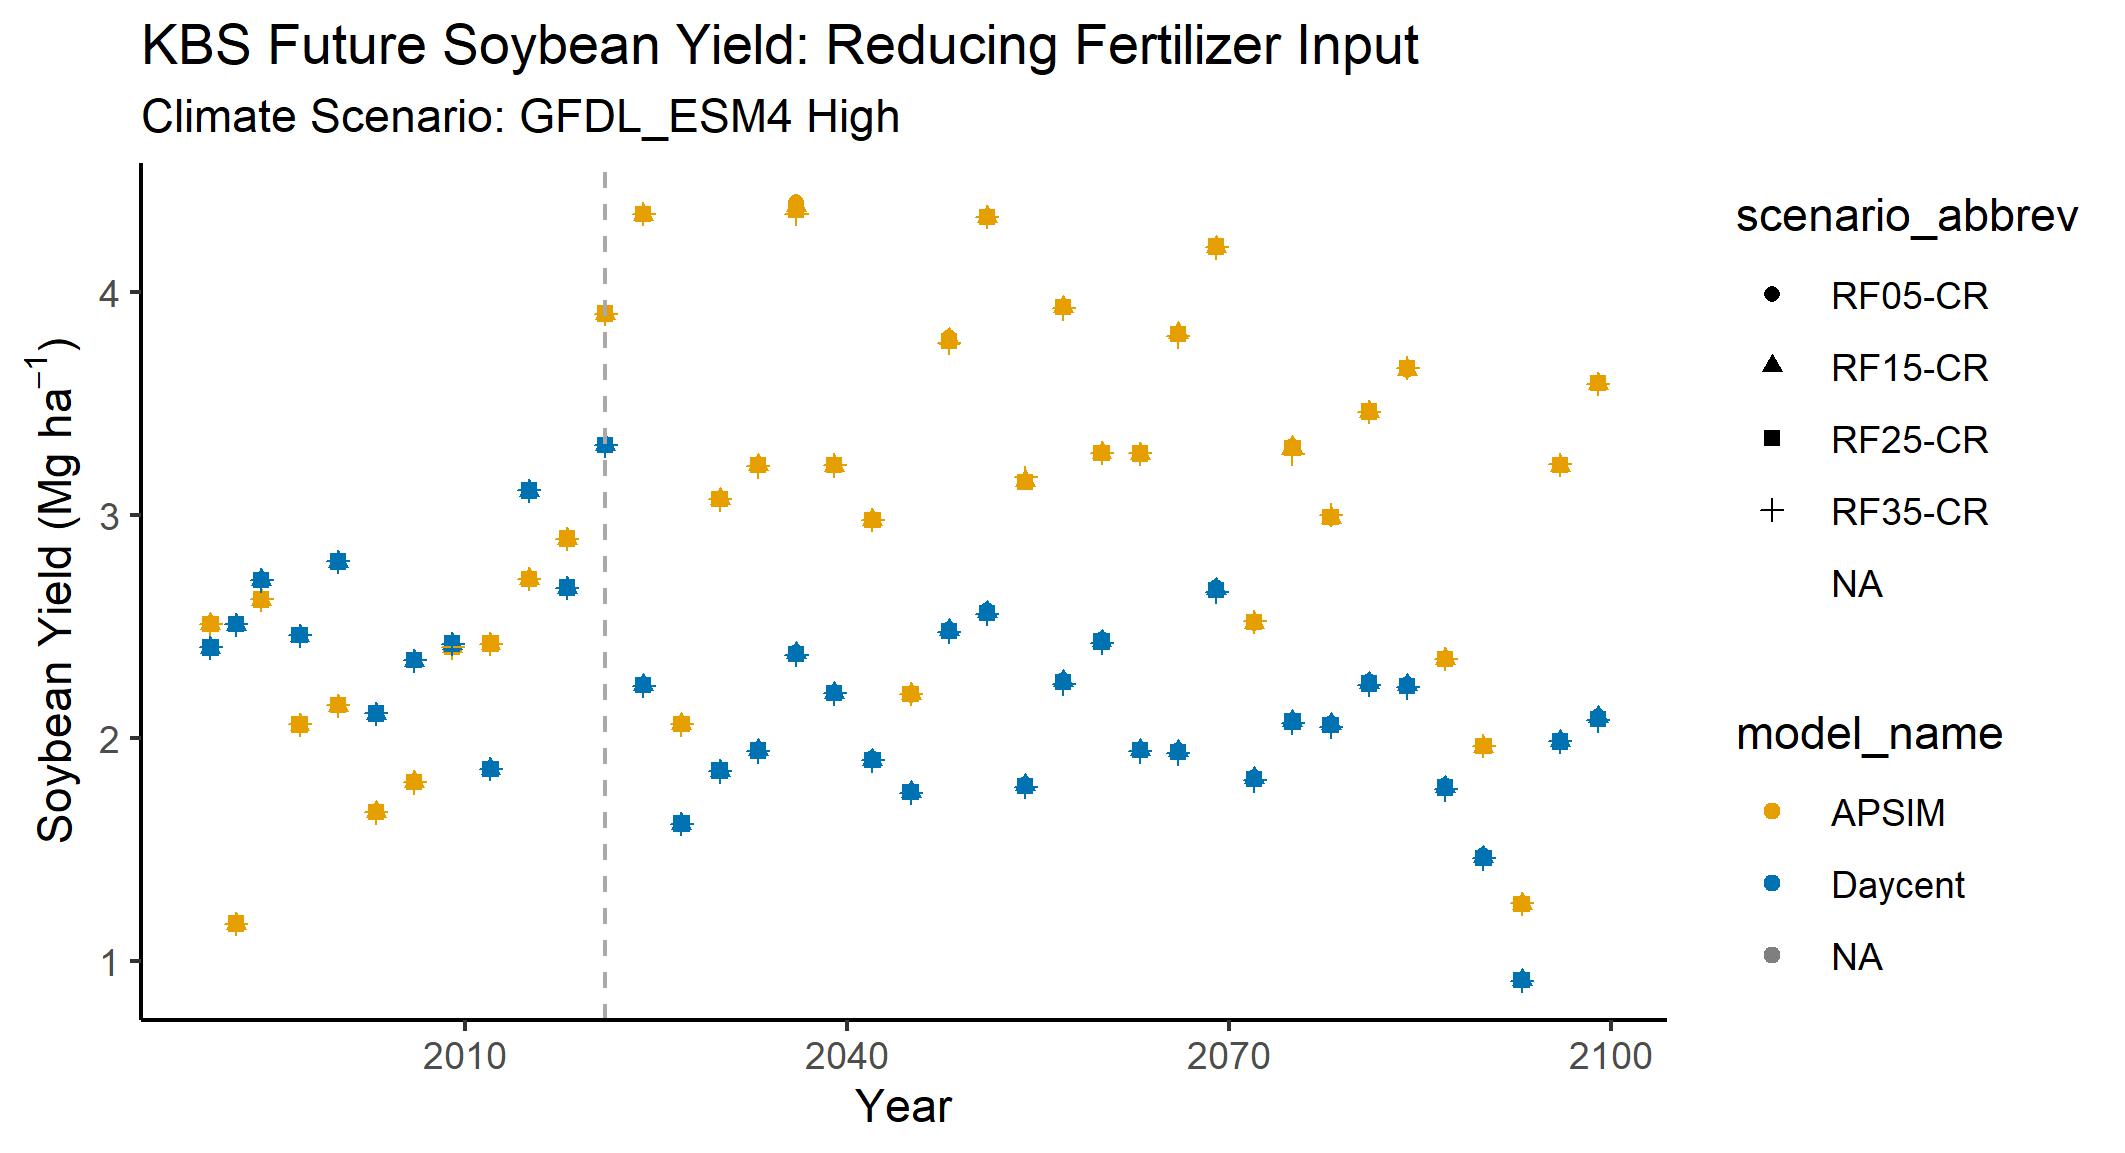 KBS Future Soybean Yield: Reducing Fertilizer Input
Climate Scenario: GFDL_ESM4 High
Soybean Yield (Mg ha⁻¹)
4
3
2
1
2010
2040
2070
2100
Year
scenario_abbrev
RF05-CR
RF15-CR
RF25-CR
RF35-CR
NA
model_name
APSIM
Daycent
NA